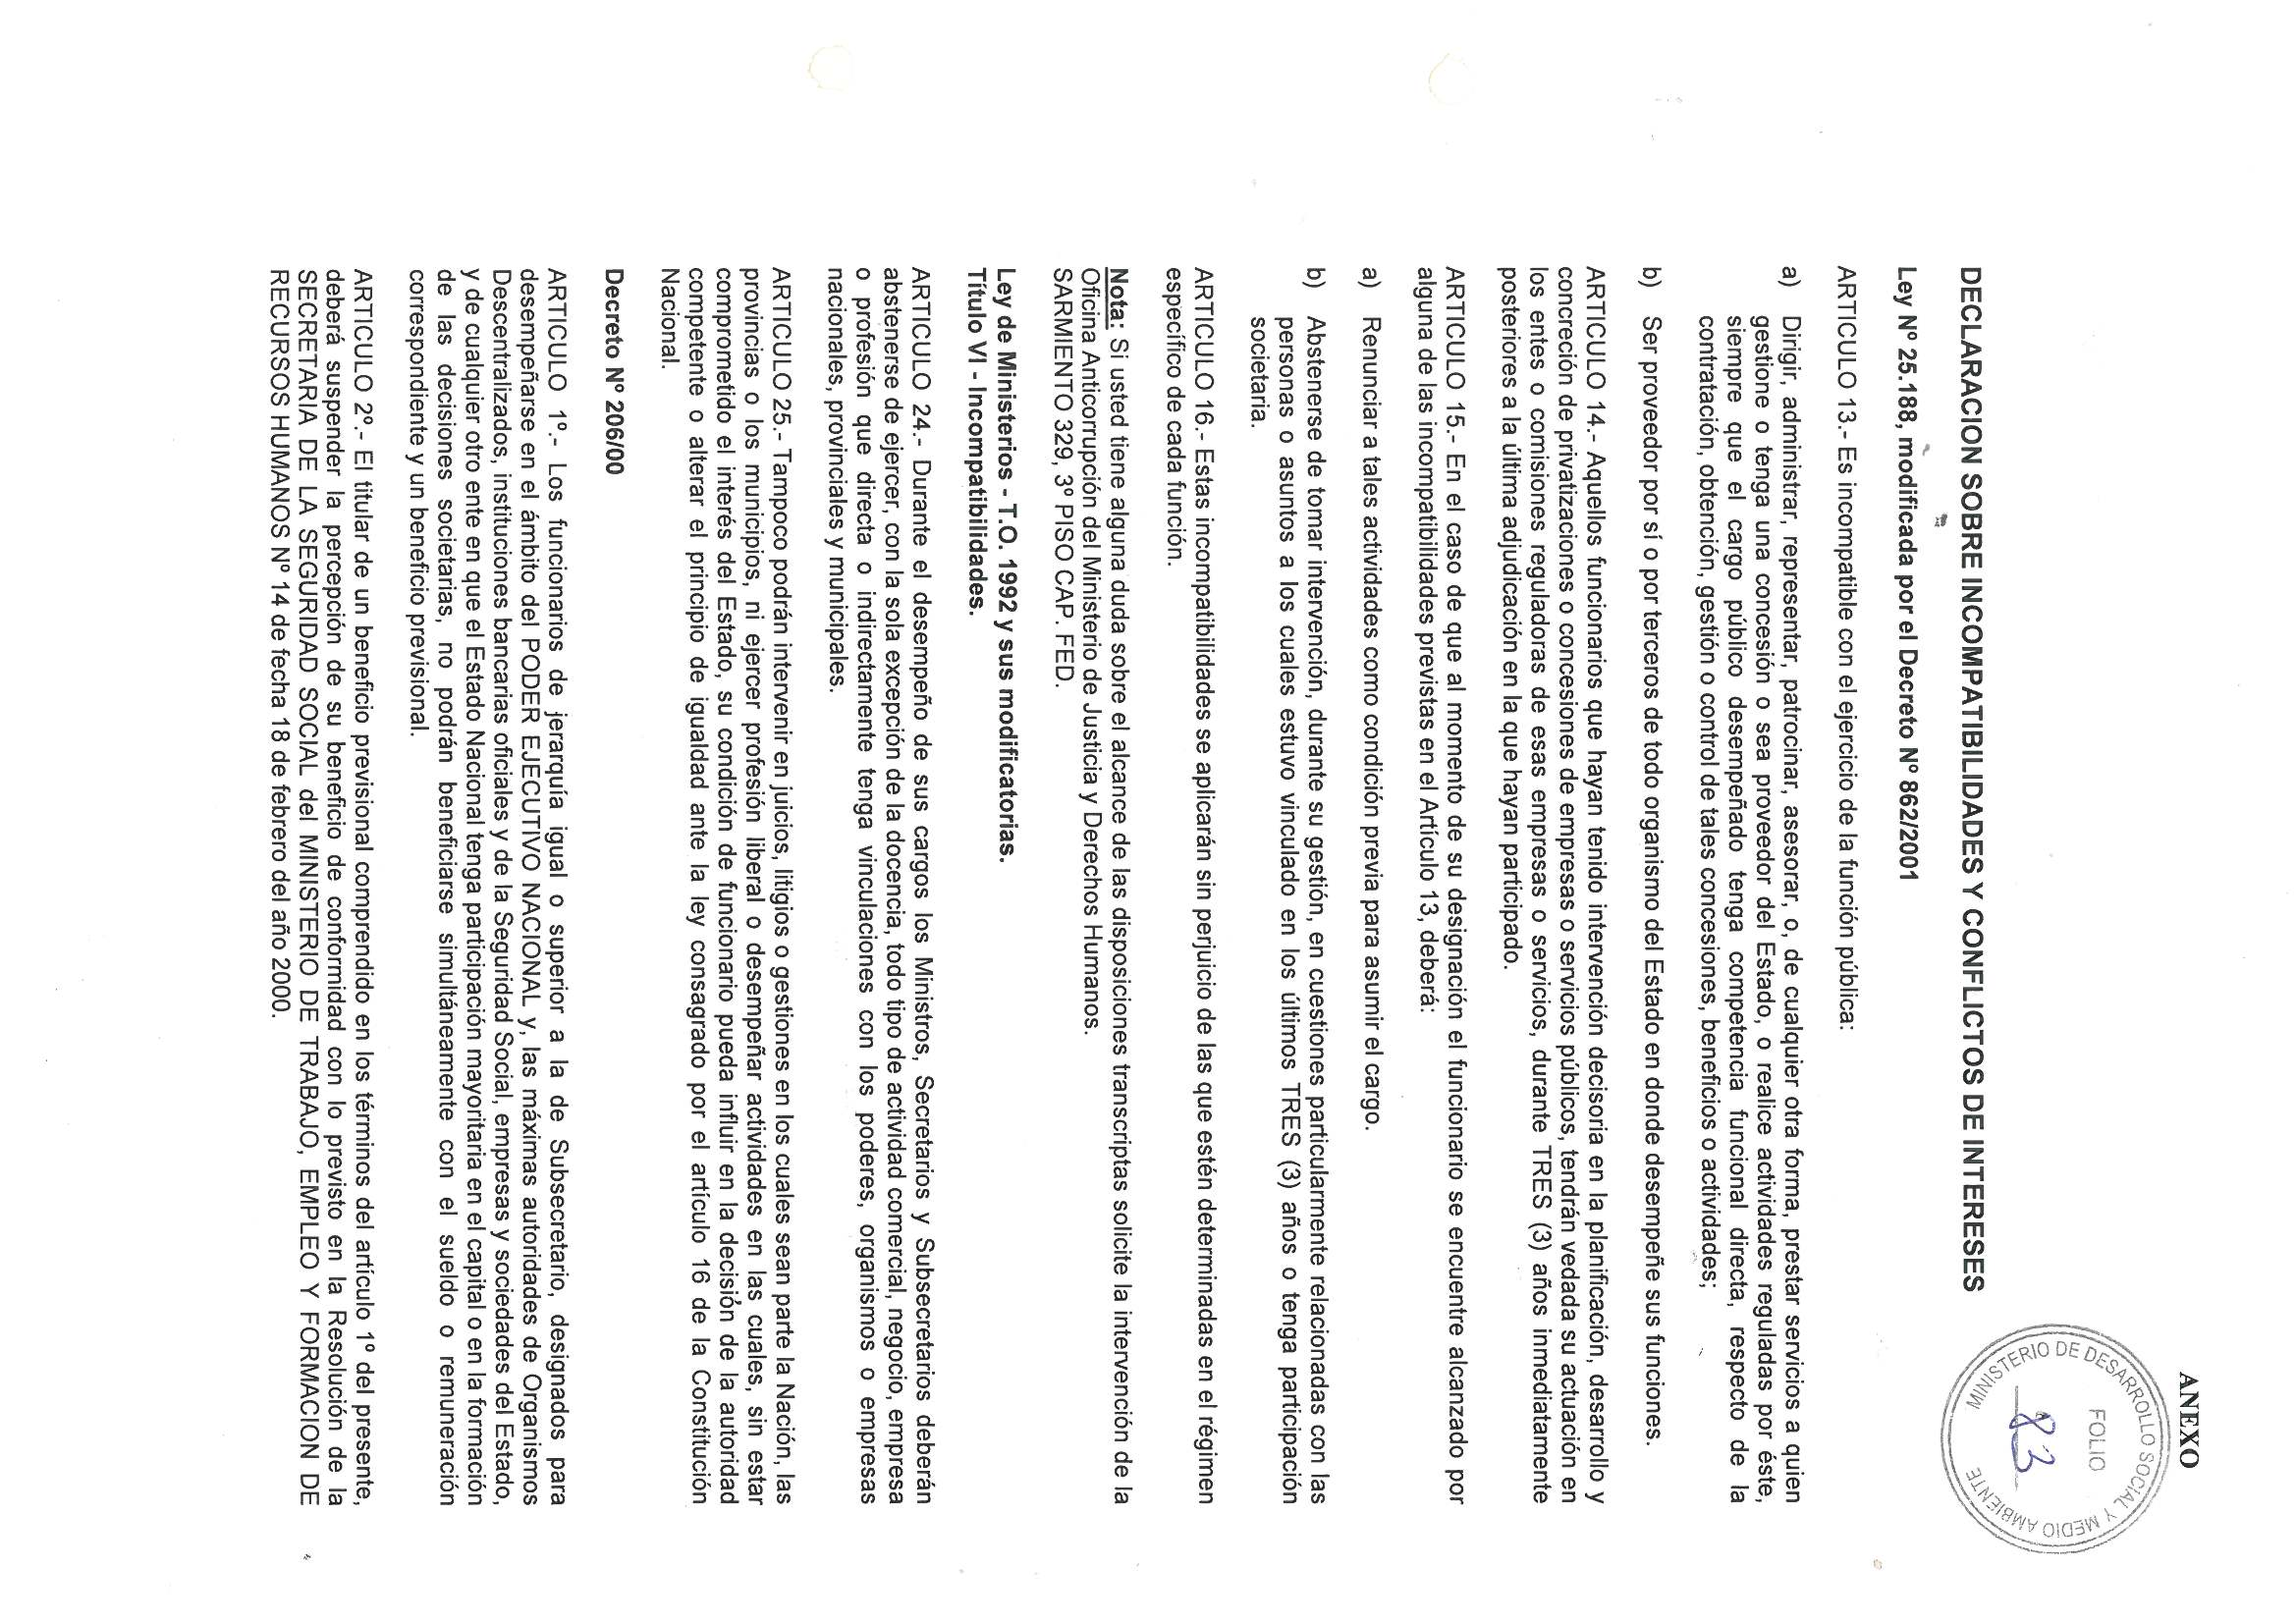 ANEXO
MINISTERIO DE DESARROLLO SOCIAL Y MEDIO AMBIENTE
FOLIO
83
DECLARACION SOBRE INCOMPATIBILIDADES Y CONFLICTOS DE INTERESES
Ley Nº 25.188, modificada por el Decreto Nº 862/2001
ARTICULO 13.- Es incompatible con el ejercicio de la función pública:
a) Dirigir, administrar, representar, patrocinar, asesorar, o, de cualquier otra forma, prestar servicios a quien
gestione o tenga una concesión o sea proveedor del Estado, o realice actividades reguladas por éste,
siempre que el cargo público desempeñado tenga competencia funcional directa, respecto de la
contratación, obtención, gestión o control de tales concesiones, beneficios o actividades;
b) Ser proveedor por sí o por terceros de todo organismo del Estado en donde desempeñe sus funciones.
ARTICULO 14.- Aquellos funcionarios que hayan tenido intervención decisoria en la planificación, desarrollo y
concreción de privatizaciones o concesiones de empresas o servicios públicos, tendrán vedada su actuación en
los entes o comisiones reguladoras de esas empresas o servicios, durante TRES (3) años inmediatamente
posteriores a la última adjudicación en la que hayan participado.
ARTICULO 15.- En el caso de que al momento de su designación el funcionario se encuentre alcanzado por
alguna de las incompatibilidades previstas en el Artículo 13, deberá:
a) Renunciar a tales actividades como condición previa para asumir el cargo.
b) Abstenerse de tomar intervención, durante su gestión, en cuestiones particularmente relacionadas con las
personas o asuntos a los cuales estuvo vinculado en los últimos TRES (3) años o tenga participación
societaria.
ARTICULO 16.- Estas incompatibilidades se aplicarán sin perjuicio de las que estén determinadas en el régimen
específico de cada función.
Nota: Si usted tiene alguna duda sobre el alcance de las disposiciones transcriptas solicite la intervención de la
Oficina Anticorrupción del Ministerio de Justicia y Derechos Humanos.
SARMIENTO 329, 3º PISO CAP. FED.
Ley de Ministerios - T.O. 1992 y sus modificatorias.
Título VI - Incompatibilidades.
ARTICULO 24.- Durante el desempeño de sus cargos los Ministros, Secretarios y Subsecretarios deberán
abstenerse de ejercer, con la sola excepción de la docencia, todo tipo de actividad comercial, negocio, empresa
o profesión que directa o indirectamente tenga vinculaciones con los poderes, organismos o empresas
nacionales, provinciales y municipales.
ARTICULO 25.- Tampoco podrán intervenir en juicios, litigios o gestiones en los cuales sean parte la Nación, las
provincias o los municipios, ni ejercer profesión liberal o desempeñar actividades en las cuales, sin estar
comprometido el interés del Estado, su condición de funcionario pueda influir en la decisión de la autoridad
competente o alterar el principio de igualdad ante la ley consagrado por el artículo 16 de la Constitución
Nacional.
Decreto Nº 206/00
ARTICULO 1º.- Los funcionarios de jerarquía igual o superior a la de Subsecretario, designados para
desempeñarse en el ámbito del PODER EJECUTIVO NACIONAL y, las máximas autoridades de Organismos
Descentralizados, instituciones bancarias oficiales y de la Seguridad Social, empresas y sociedades del Estado,
y de cualquier otro ente en que el Estado Nacional tenga participación mayoritaria en el capital o en la formación
de las decisiones societarias, no podrán beneficiarse simultáneamente con el sueldo o remuneración
correspondiente y un beneficio previsional.
ARTICULO 2º.- El titular de un beneficio previsional comprendido en los términos del artículo 1º del presente,
deberá suspender la percepción de su beneficio de conformidad con lo previsto en la Resolución de la
SECRETARIA DE LA SEGURIDAD SOCIAL del MINISTERIO DE TRABAJO, EMPLEO Y FORMACION DE
RECURSOS HUMANOS Nº 14 de fecha 18 de febrero del año 2000.